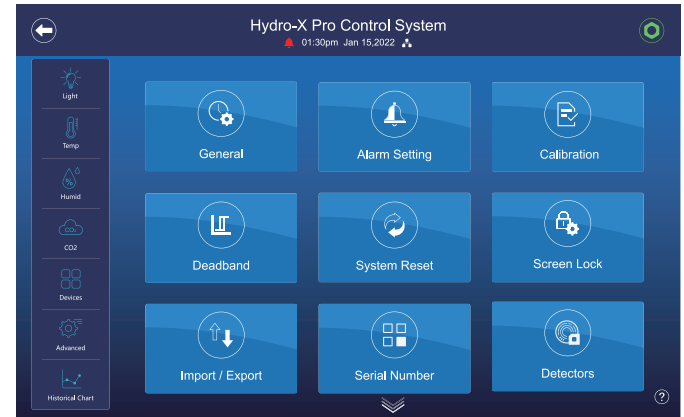 Hydro-X Pro Control System
01:30pm Jan 15,2022
Light
Temp
%
Humid
CO2
CO2
Devices
Advanced
Historical Chart
General
Alarm Setting
Calibration
Deadband
System Reset
Screen Lock
Import / Export
Serial Number
Detectors
?